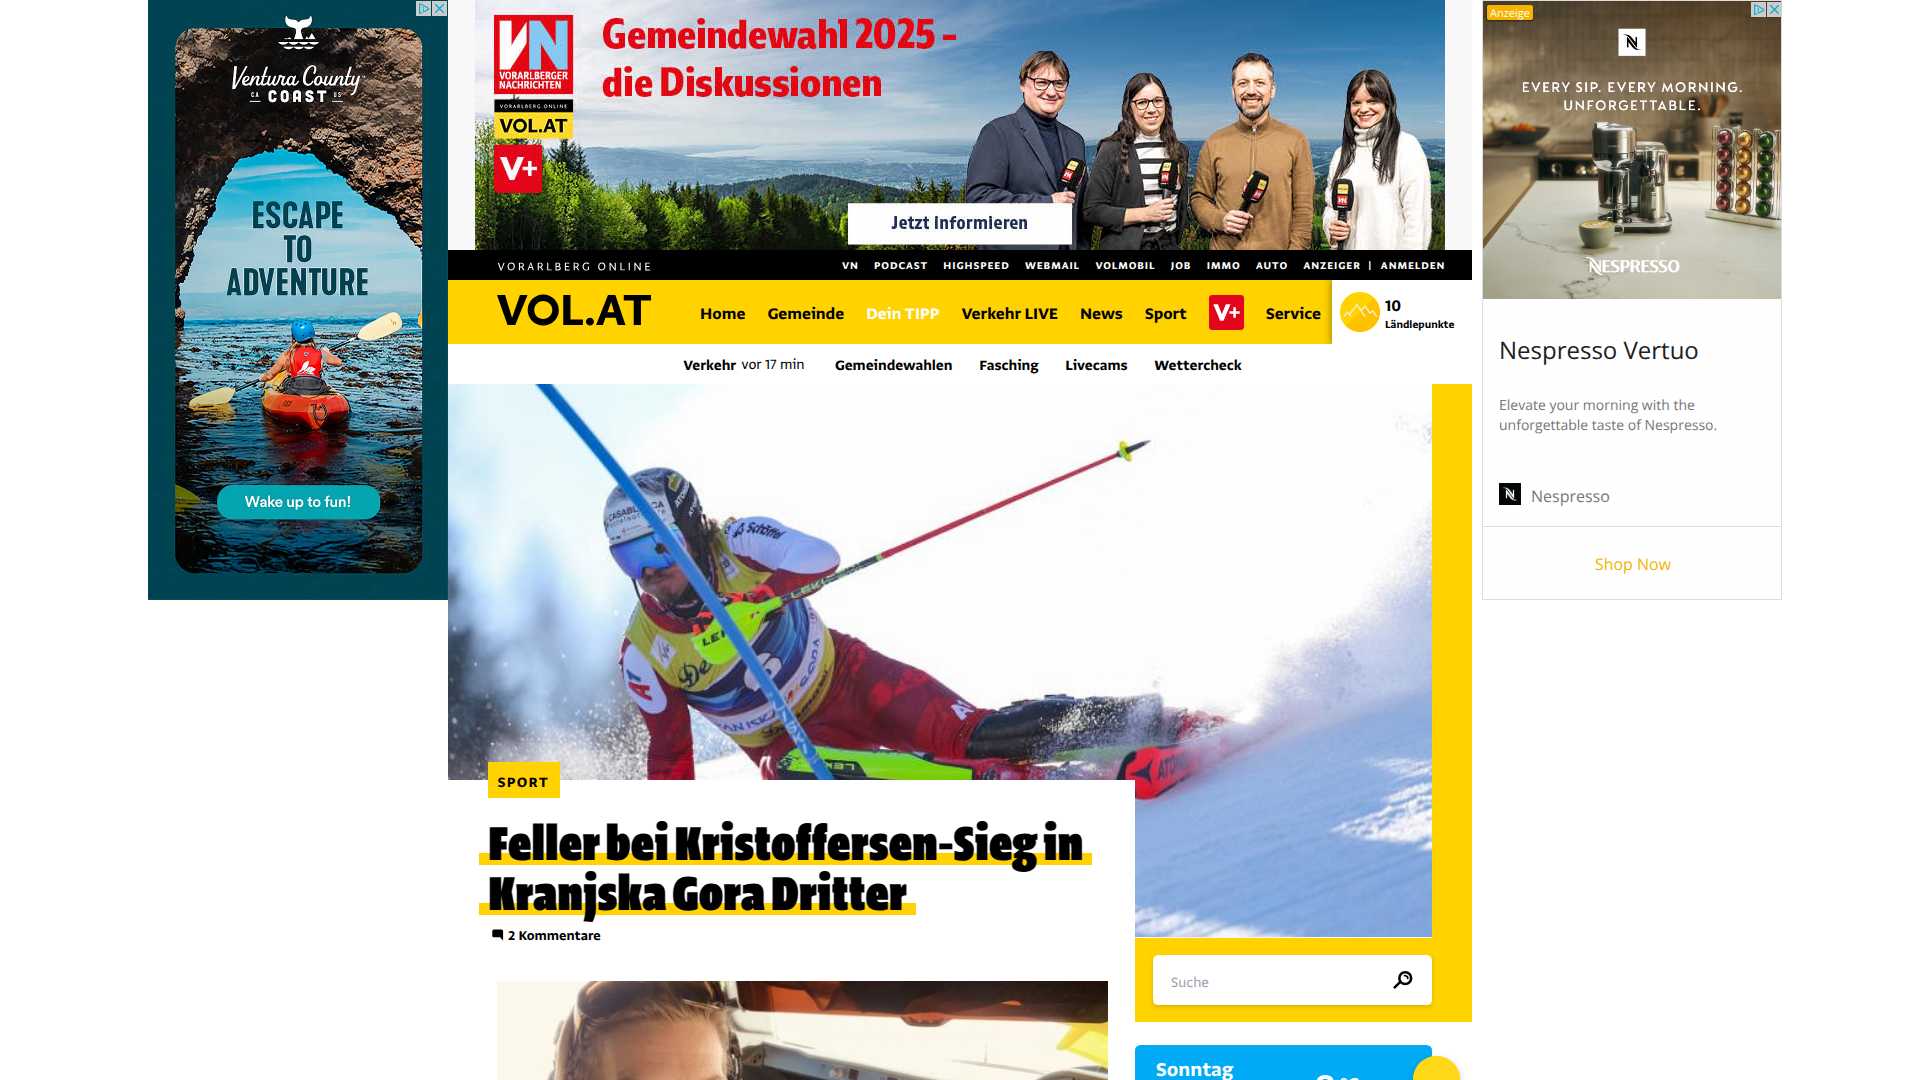 Ventura County
CA COAST US
ESCAPE
TO
ADVENTURE
Wake up to fun!
VN
VORARLBERGER
NACHRICHTEN
VORARLBERG ONLINE
VOL.AT
V+
Gemeindewahl 2025 –
die Diskussionen
Jetzt informieren
VORARLBERG ONLINE
VN PODCAST HIGHSPEED WEBMAIL VOLMOBIL JOB IMMO AUTO ANZEIGER | ANMELDEN
VOL.AT
Home Gemeinde Dein TIPP Verkehr LIVE News Sport V+ Service
10
Ländlepunkte
Verkehr vor 17 min Gemeindewahlen Fasching Livecams Wettercheck
CASABLANCA
ATOMIC
Schöffel
LEKI
SPORT
Feller bei Kristoffersen-Sieg in
Kranjska Gora Dritter
2 Kommentare
Suche
Sonntag
Anzeige
N
EVERY SIP. EVERY MORNING.
UNFORGETTABLE.
NESPRESSO
Nespresso Vertuo
Elevate your morning with the
unforgettable taste of Nespresso.
N
Nespresso
Shop Now